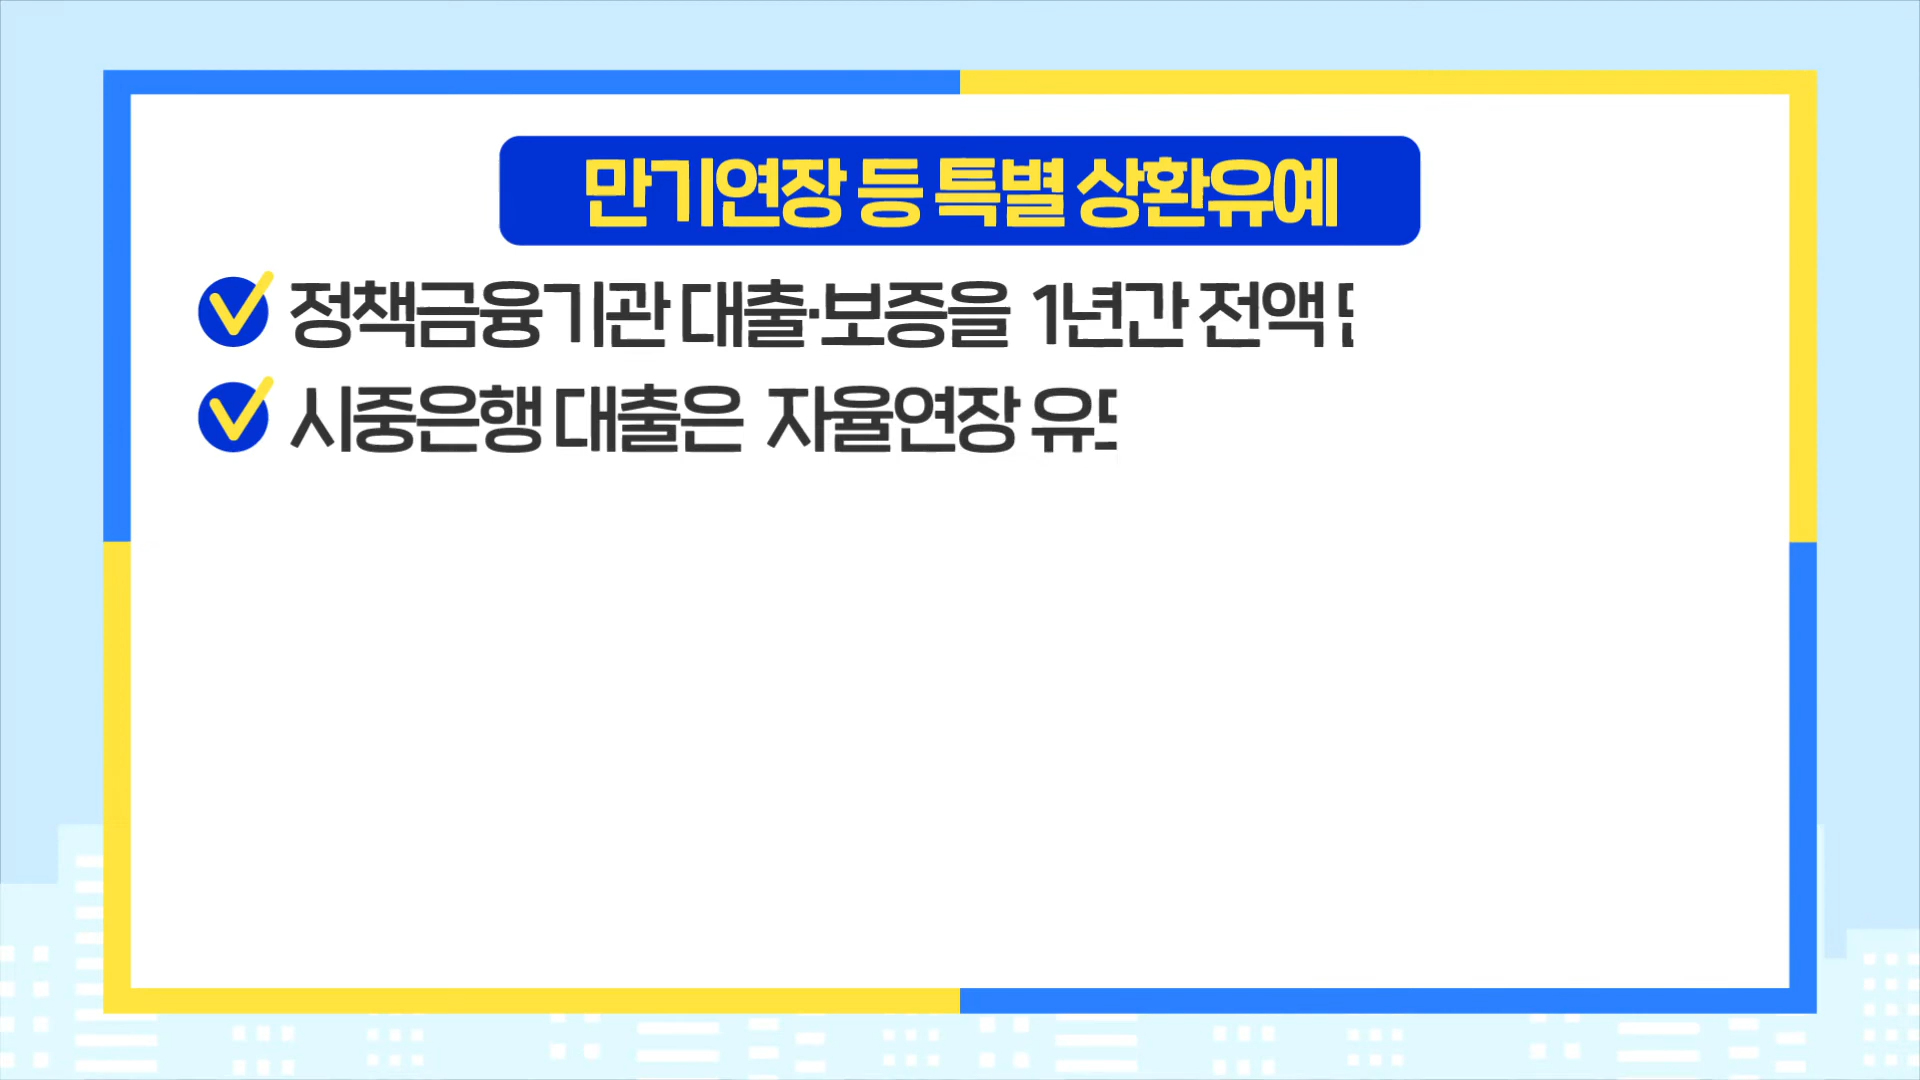 만기연장 등 특별 상환유예
정책금융기관 대출·보증을 1년간 전액
시중은행 대출은 자율연장